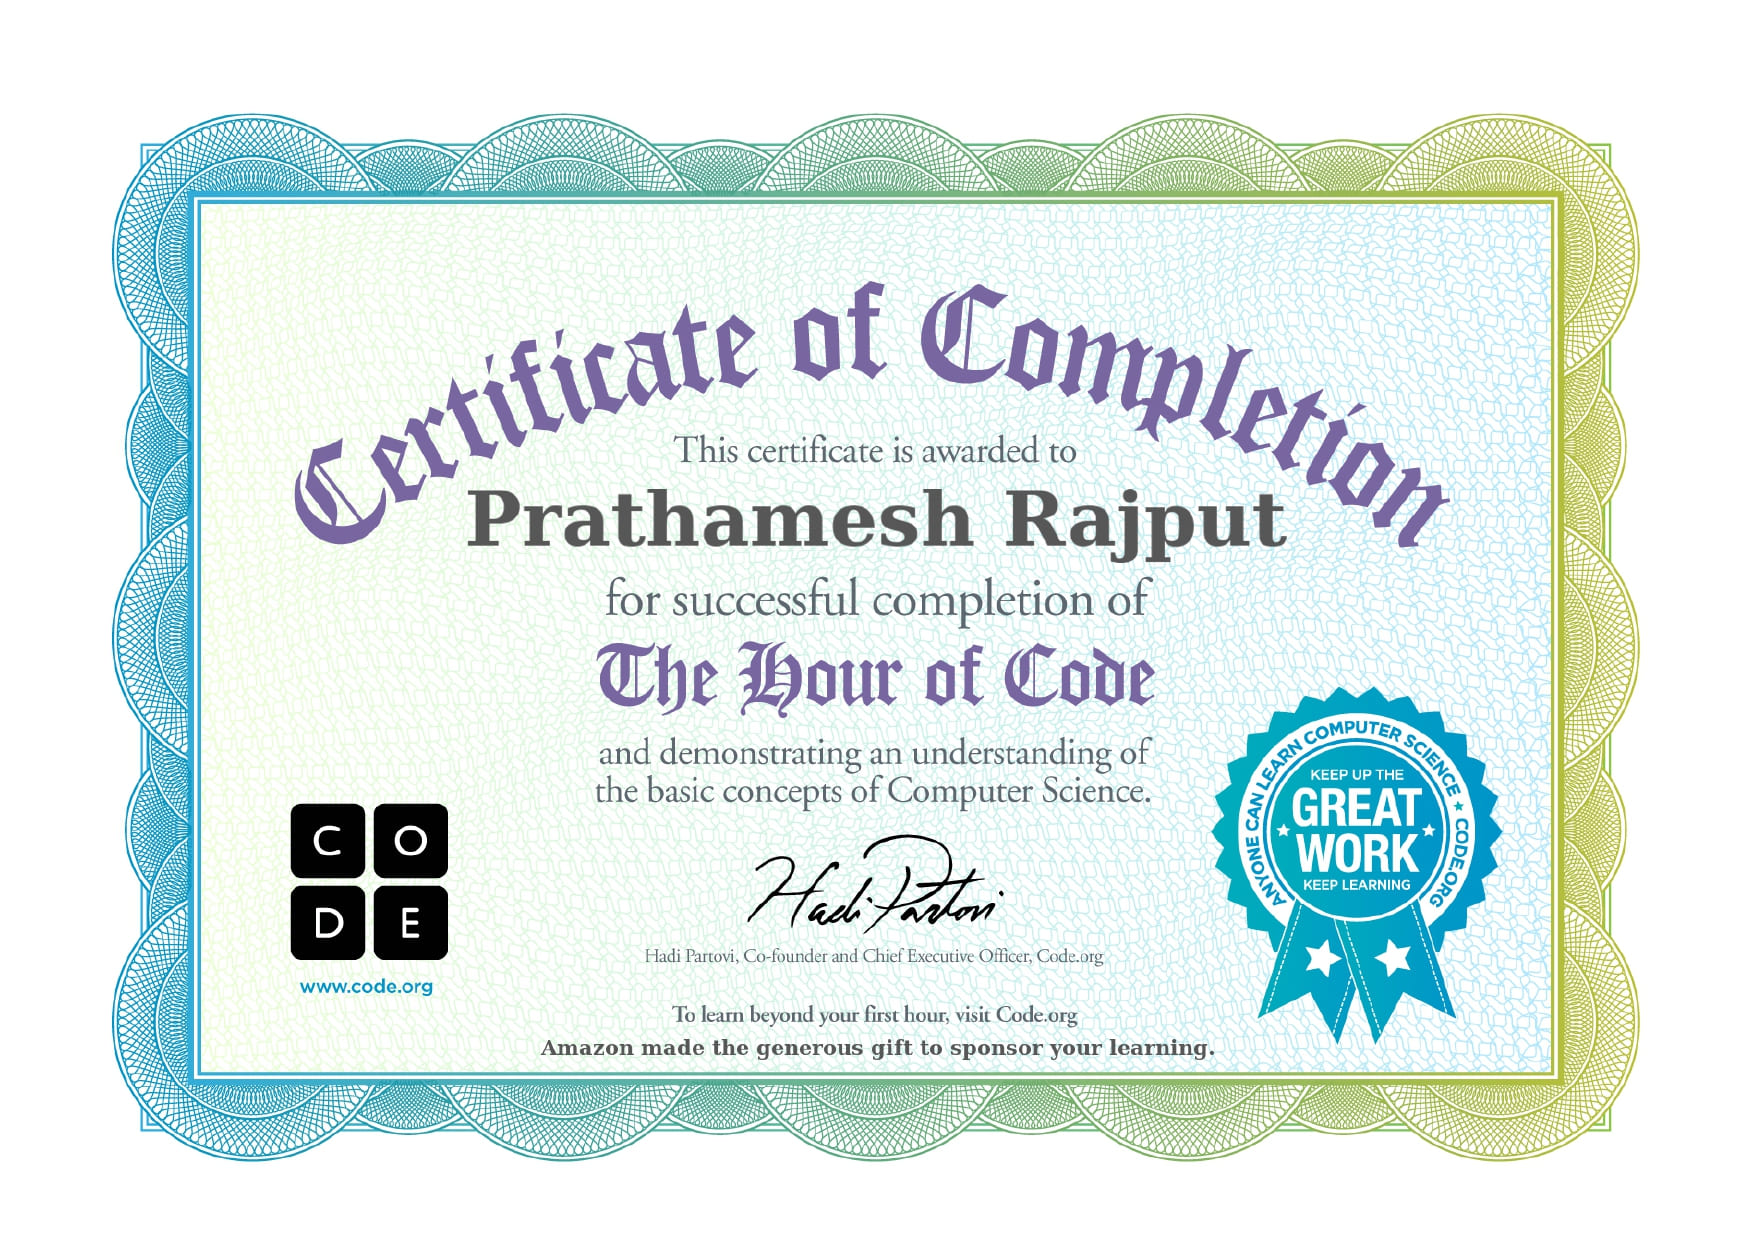 Certificate of Completion
This certificate is awarded to
Prathamesh Rajput
for successful completion of
The Hour of Code
and demonstrating an understanding of
the basic concepts of Computer Science.
C O
D E
www.code.org
Hadi Partovi
Hadi Partovi, Co-founder and Chief Executive Officer, Code.org
To learn beyond your first hour, visit Code.org
Amazon made the generous gift to sponsor your learning.
ANYONE CAN LEARN COMPUTER SCIENCE ★ CODE.ORG
KEEP UP THE
GREAT
WORK
KEEP LEARNING